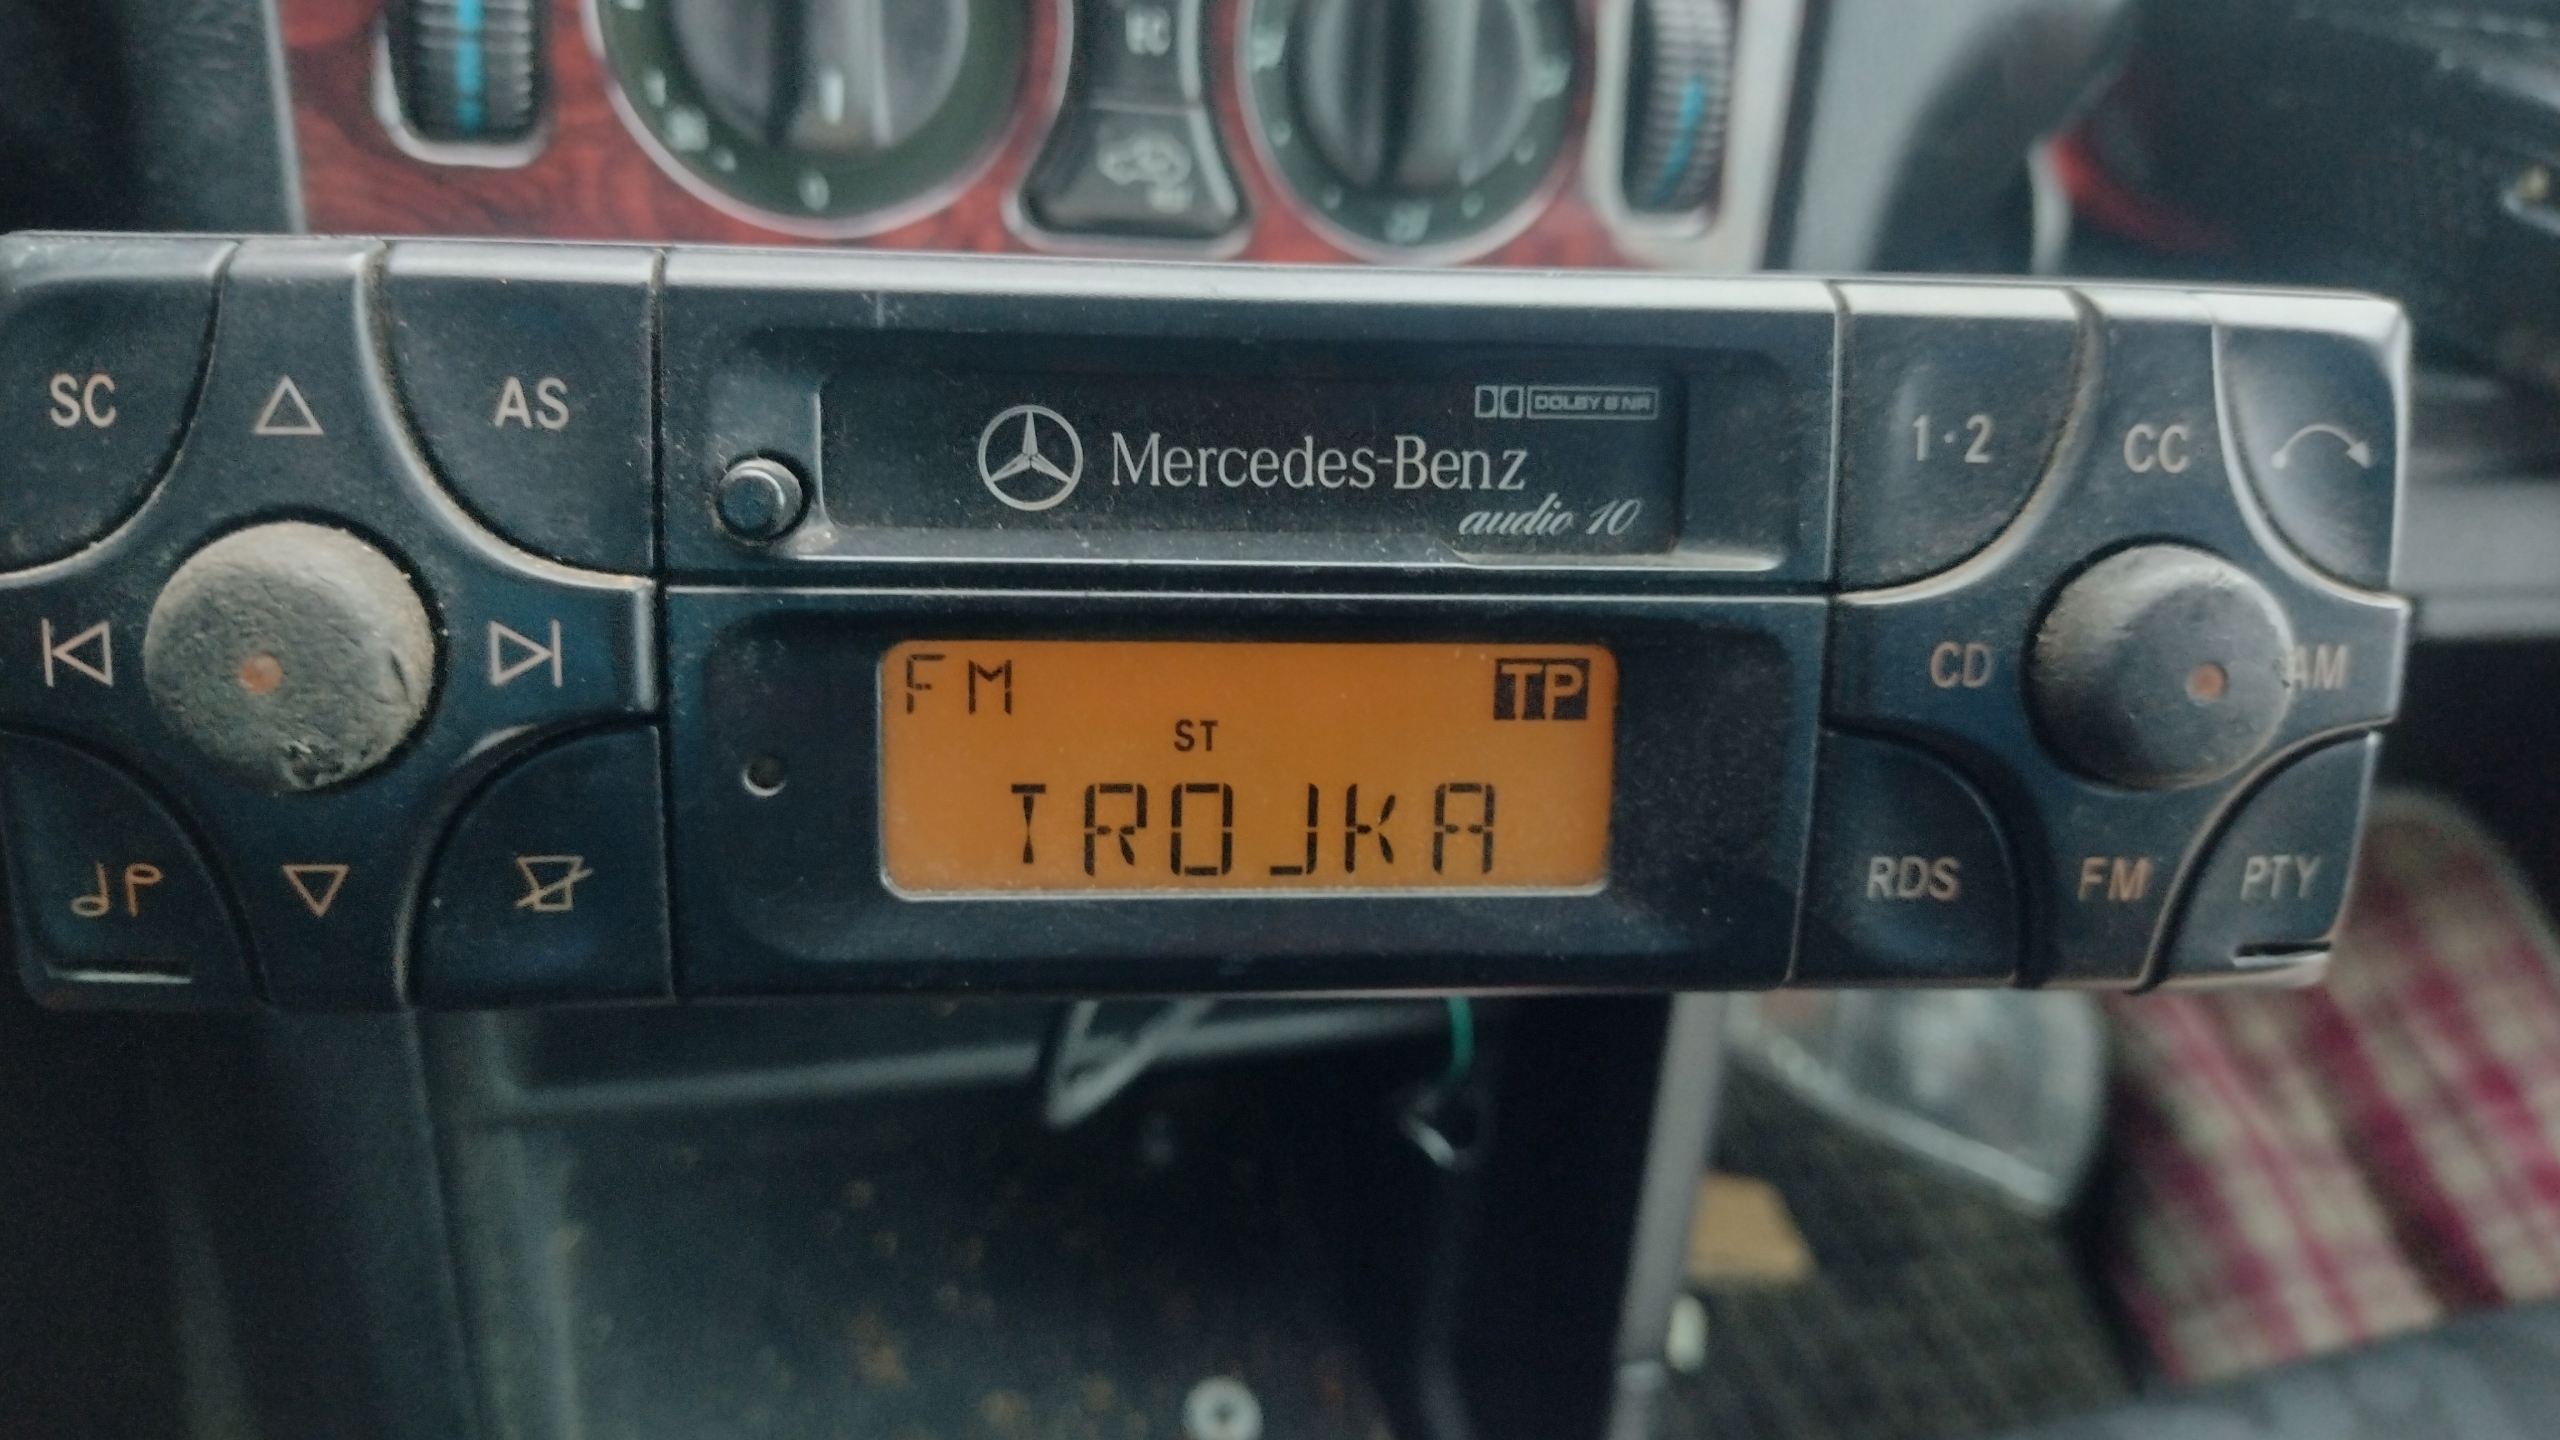 EC
SC
AS
DOLBY B NR
Mercedes-Benz
audio 10
1·2
CC
FM
TP
ST
TROJKA
CD
AM
RDS
FM
PTY